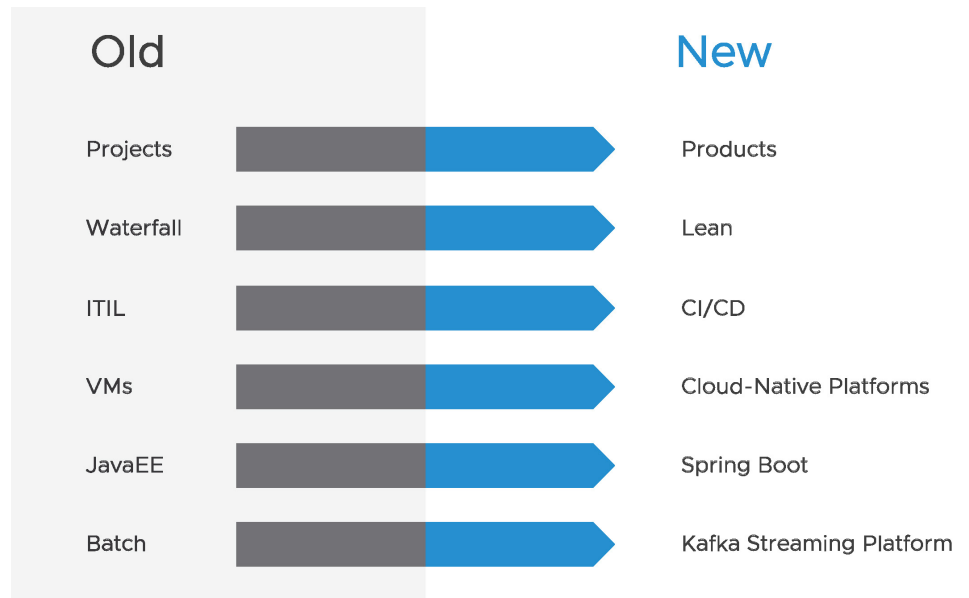 Old
New
Projects
Products
Waterfall
Lean
ITIL
CI/CD
VMs
Cloud-Native Platforms
JavaEE
Spring Boot
Batch
Kafka Streaming Platform